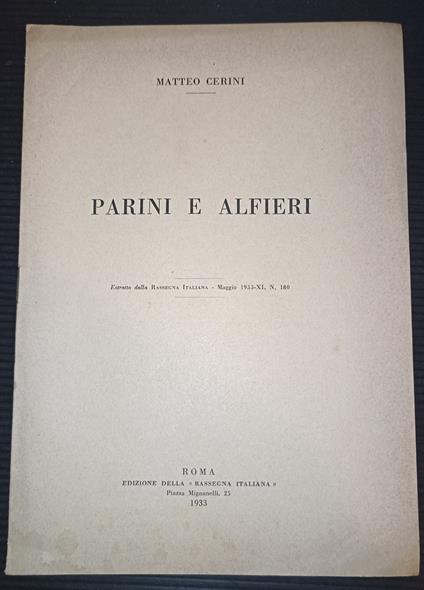 MATTEO CERINI
PARINI E ALFIERI
Estratto dalla RASSEGNA ITALIANA - Maggio 1933-XI, N. 180
ROMA
EDIZIONE DELLA « RASSEGNA ITALIANA »
Piazza Mignanelli, 25
1933